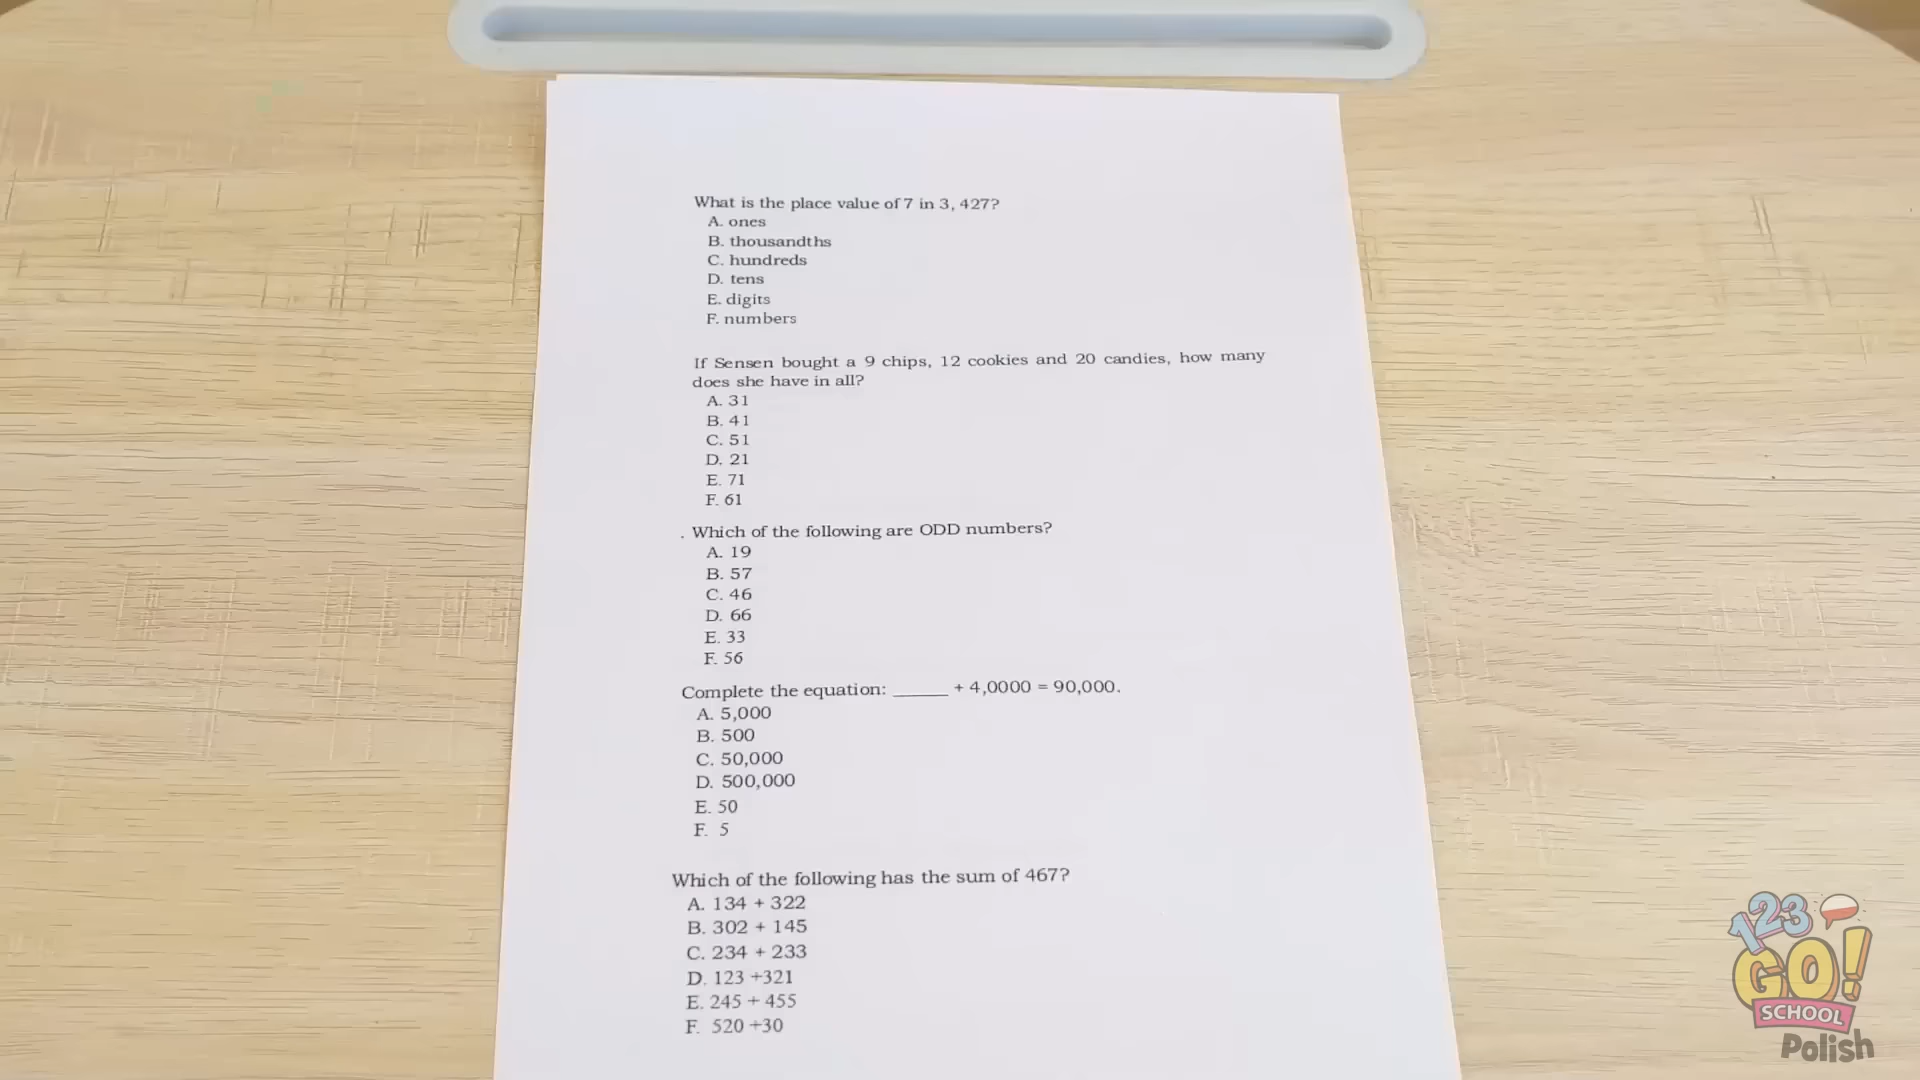 What is the place value of 7 in 3, 427?
A. ones
B. thousandths
C. hundreds
D. tens
E. digits
F. numbers
If Sensen bought a 9 chips, 12 cookies and 20 candies, how many
does she have in all?
A. 31
B. 41
C. 51
D. 21
E. 71
F. 61
. Which of the following are ODD numbers?
A. 19
B. 57
C. 46
D. 66
E. 33
F. 56
Complete the equation: ______ + 4,0000 = 90,000.
A. 5,000
B. 500
C. 50,000
D. 500,000
E. 50
F. 5
Which of the following has the sum of 467?
A. 134 + 322
B. 302 + 145
C. 234 + 233
D. 123 +321
E. 245 + 455
F. 520 +30
123
GO!
SCHOOL
Polish